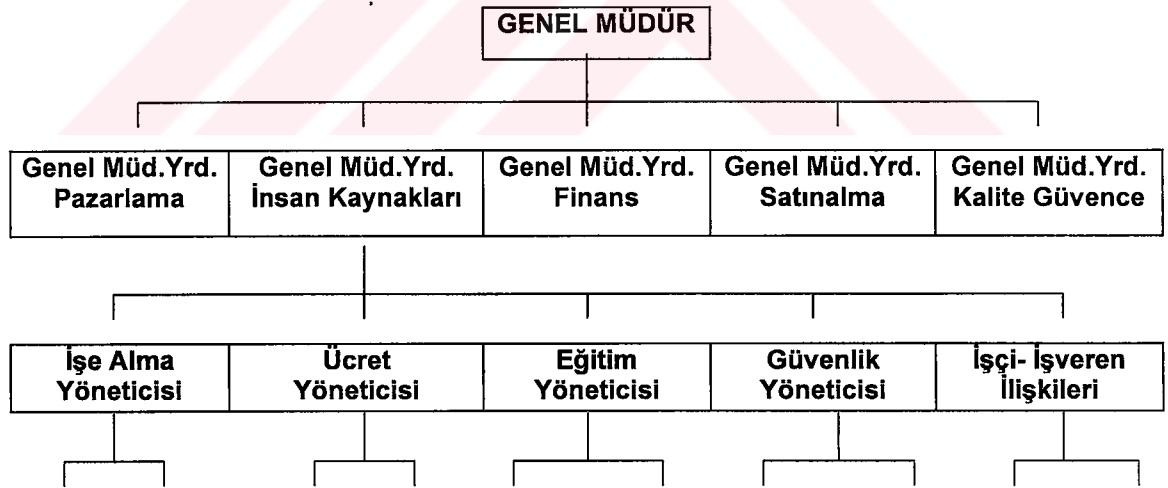 GENEL MÜDÜR
Genel Müd.Yrd.
Pazarlama
Genel Müd.Yrd.
İnsan Kaynakları
Genel Müd.Yrd.
Finans
Genel Müd.Yrd.
Satınalma
Genel Müd.Yrd.
Kalite Güvence
İşe Alma
Yöneticisi
Ücret
Yöneticisi
Eğitim
Yöneticisi
Güvenlik
Yöneticisi
İşçi- İşveren
İlişkileri